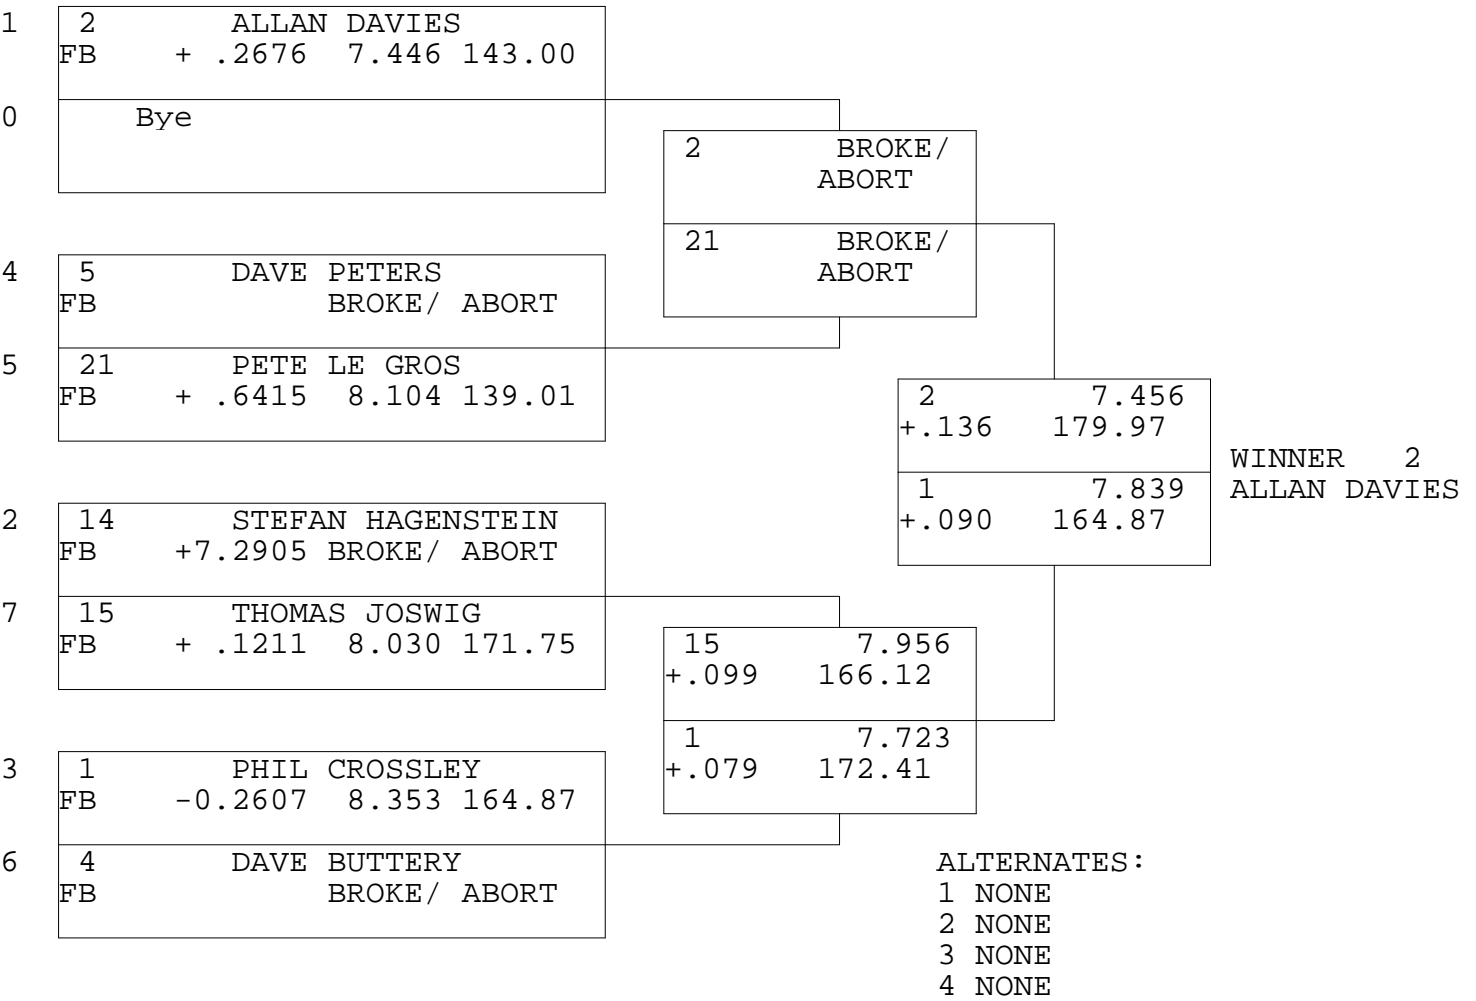 1 2 ALLAN DAVIES
FB + .2676 7.446 143.00
0 Bye
4 5 DAVE PETERS
FB BROKE/ ABORT
5 21 PETE LE GROS
FB + .6415 8.104 139.01
2 14 STEFAN HAGENSTEIN
FB +7.2905 BROKE/ ABORT
7 15 THOMAS JOSWIG
FB + .1211 8.030 171.75
3 1 PHIL CROSSLEY
FB -0.2607 8.353 164.87
6 4 DAVE BUTTERY
FB BROKE/ ABORT
2 BROKE/
ABORT
21 BROKE/
ABORT
15 7.956
+.099 166.12
1 7.723
+.079 172.41
2 7.456
+.136 179.97
1 7.839
+.090 164.87
WINNER 2
ALLAN DAVIES
ALTERNATES:
1 NONE
2 NONE
3 NONE
4 NONE